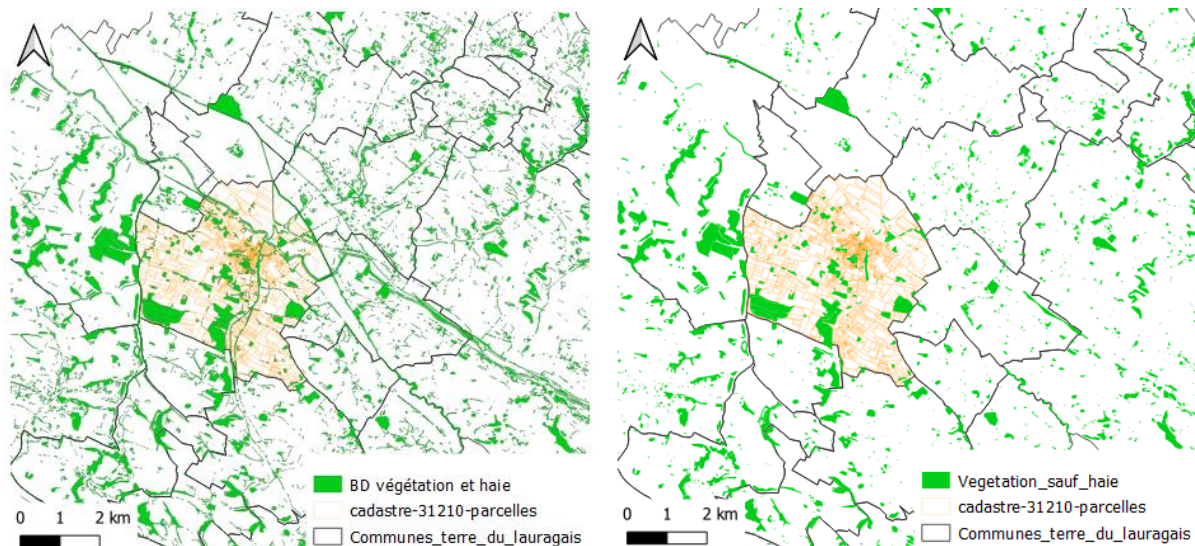 BD végétation et haie
cadastre-31210-parcelles
Communes_terre_du_lauragais
0 1 2 km
Vegetation_sauf_haie
cadastre-31210-parcelles
Communes_terre_du_lauragais
0 1 2 km